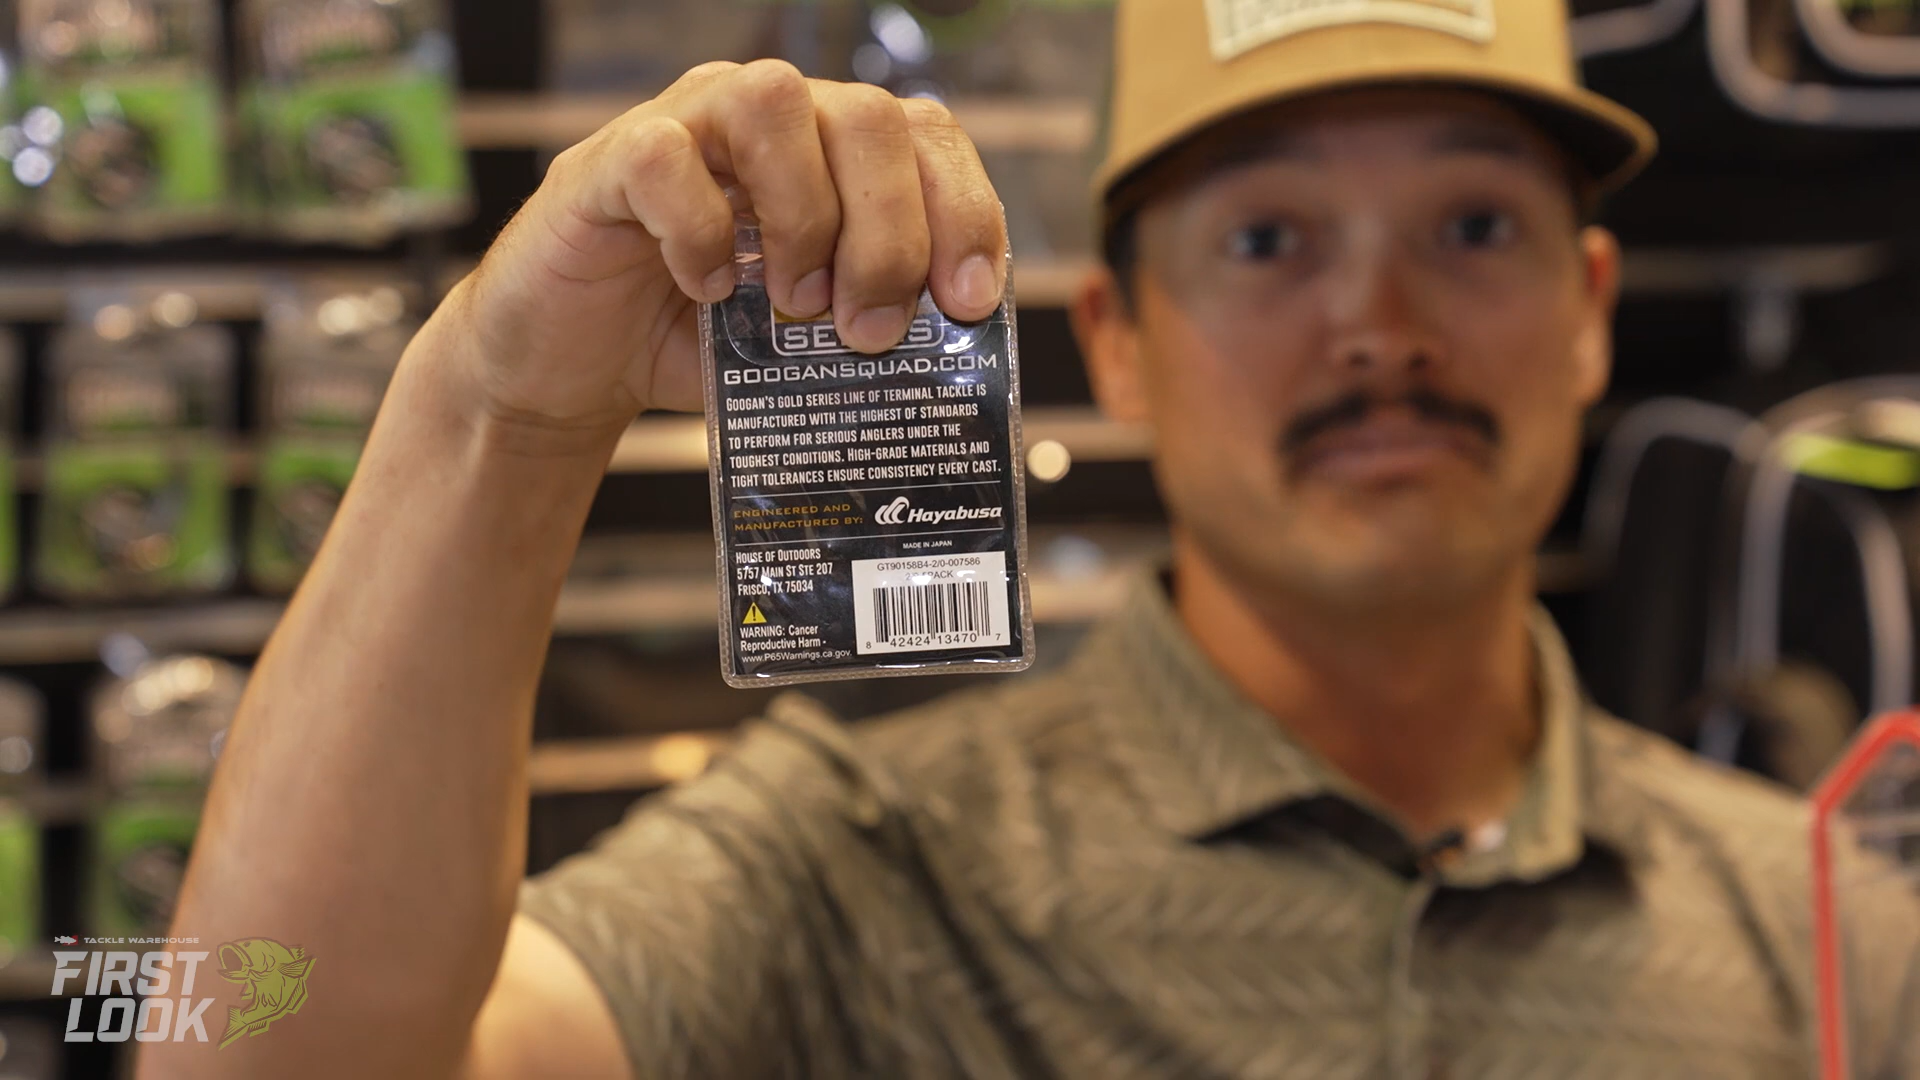 SERIES
GOOGANSQUAD.COM
GOOGAN'S GOLD SERIES LINE OF TERMINAL TACKLE IS
MANUFACTURED WITH THE HIGHEST OF STANDARDS
TO PERFORM FOR SERIOUS ANGLERS UNDER THE
TOUGHEST CONDITIONS. HIGH-GRADE MATERIALS AND
TIGHT TOLERANCES ENSURE CONSISTENCY EVERY CAST.
ENGINEERED AND
MANUFACTURED BY:
Hayabusa
MADE IN JAPAN
HOUSE OF OUTDOORS
5757 MAIN ST STE 207
FRISCO, TX 75034
GT90158B4-2/0-007586
2/0 PACK
8 42424 13470 7
WARNING: Cancer
Reproductive Harm -
www.P65Warnings.ca.gov.
TACKLE WAREHOUSE
FIRST
LOOK